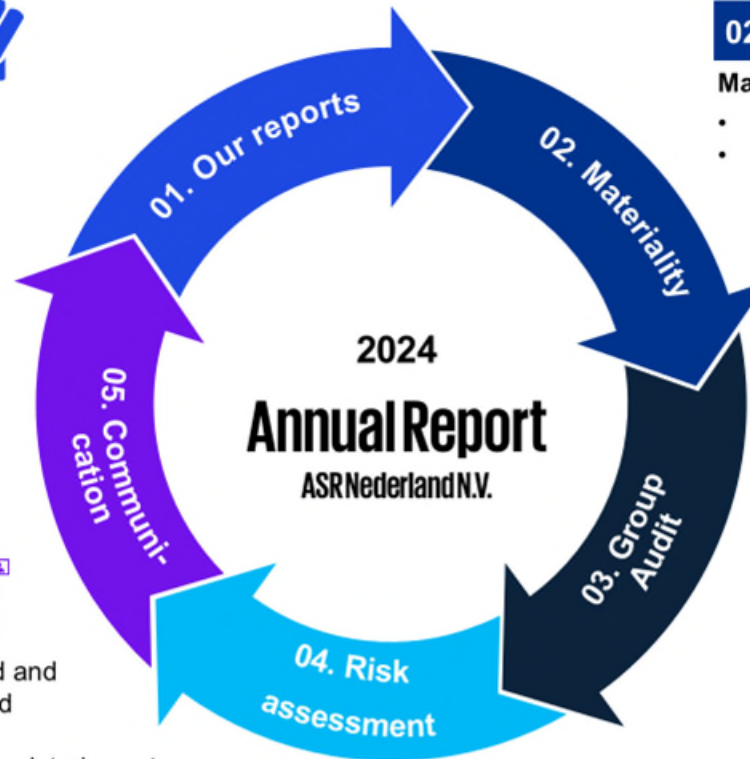 02
Ma
01. Our reports
02. Materiality
2024
Annual Report
ASR Nederland N.V.
05. Communi-
cation
03. Group
Audit
d and
d
04. Risk
assessment